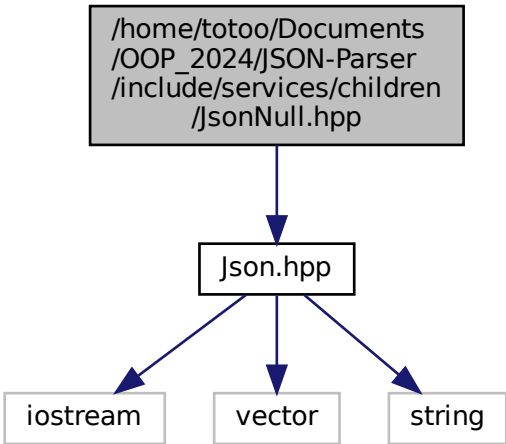 /home/totoo/Documents
/OOP_2024/JSON-Parser
/include/services/children
/JsonNull.hpp
Json.hpp
iostream
vector
string